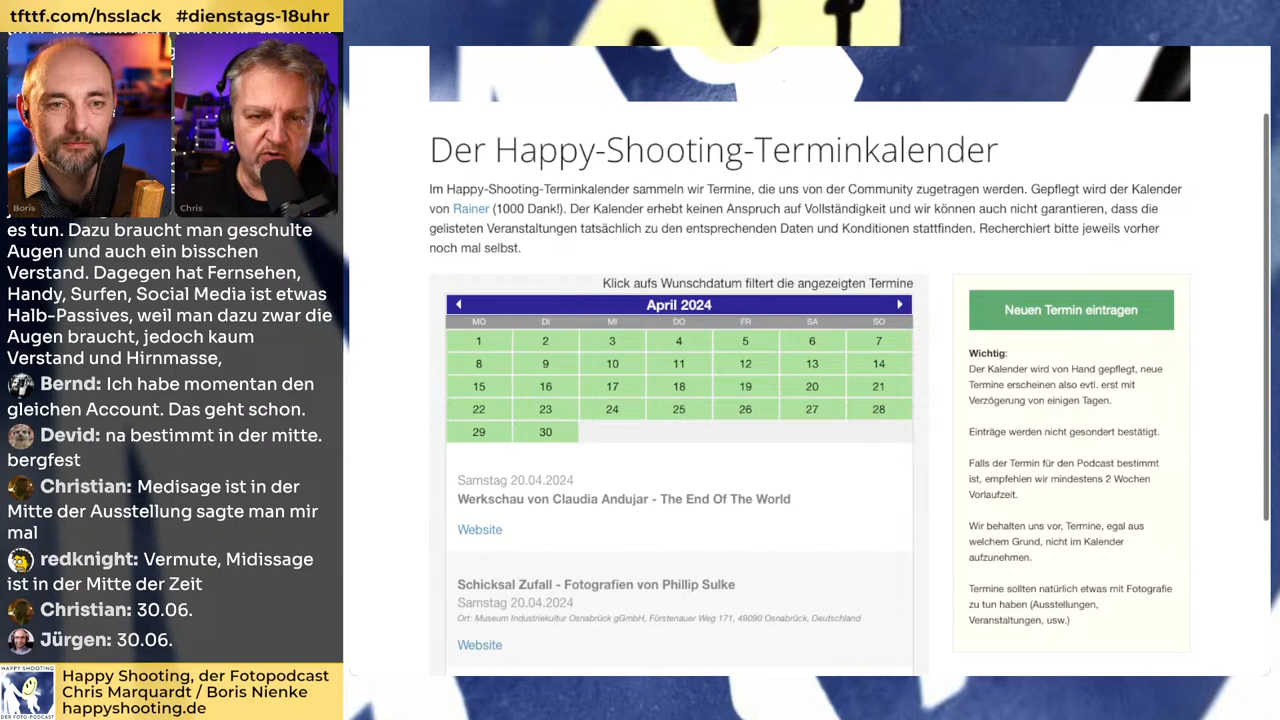 tfttf.com/hsslack #dienstags-18uhr
Boris
Chris
es tun. Dazu braucht man geschulte
Augen und auch ein bisschen
Verstand. Dagegen hat Fernsehen,
Handy, Surfen, Social Media ist etwas
Halb-Passives, weil man dazu zwar die
Augen braucht, jedoch kaum
Verstand und Hirnmasse,
Bernd: Ich habe momentan den
gleichen Account. Das geht schon.
Devid: na bestimmt in der mitte.
bergfest
Christian: Medisage ist in der
Mitte der Ausstellung sagte man mir
mal
redknight: Vermute, Midissage
ist in der Mitte der Zeit
Christian: 30.06.
Jürgen: 30.06.
HAPPY SHOOTING
DER FOTO-PODCAST
Happy Shooting, der Fotopodcast
Chris Marquardt / Boris Nienke
happyshooting.de
Der Happy-Shooting-Terminkalender
Im Happy-Shooting-Terminkalender sammeln wir Termine, die uns von der Community zugetragen werden. Gepflegt wird der Kalender
von Rainer (1000 Dank!). Der Kalender erhebt keinen Anspruch auf Vollständigkeit und wir können auch nicht garantieren, dass die
gelisteten Veranstaltungen tatsächlich zu den entsprechenden Daten und Konditionen stattfinden. Recherchiert bitte jeweils vorher
noch mal selbst.
Klick aufs Wunschdatum filtert die angezeigten Termine
April 2024
MO DI MI DO FR SA SO
1 2 3 4 5 6 7
8 9 10 11 12 13 14
15 16 17 18 19 20 21
22 23 24 25 26 27 28
29 30
Samstag 20.04.2024
Werkschau von Claudia Andujar - The End Of The World
Website
Schicksal Zufall - Fotografien von Phillip Sulke
Samstag 20.04.2024
Ort: Museum Industriekultur Osnabrück gGmbH, Fürstenauer Weg 171, 49090 Osnabrück, Deutschland
Website
Neuen Termin eintragen
Wichtig:
Der Kalender wird von Hand gepflegt, neue
Termine erscheinen also evtl. erst mit
Verzögerung von einigen Tagen.
Einträge werden nicht gesondert bestätigt.
Falls der Termin für den Podcast bestimmt
ist, empfehlen wir mindestens 2 Wochen
Vorlaufzeit.
Wir behalten uns vor, Termine, egal aus
welchem Grund, nicht im Kalender
aufzunehmen.
Termine sollten natürlich etwas mit Fotografie
zu tun haben (Ausstellungen,
Veranstaltungen, usw.)